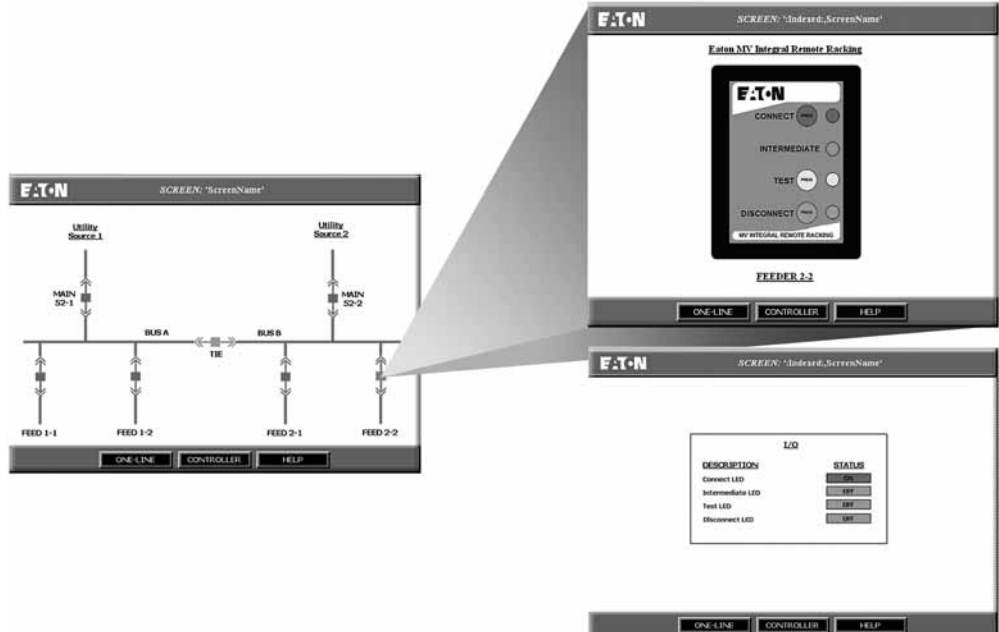 EATON
SCREEN: 'ScreenName'
Utility
Source 1
Utility
Source 2
MAIN
52-1
MAIN
52-2
BUS A
BUS B
TIE
FEED 1-1
FEED 1-2
FEED 2-1
FEED 2-2
ONE-LINE
CONTROLLER
HELP
EATON
SCREEN: ':Indexed:,ScreenName'
Eaton MV Integral Remote Racking
EATON
CONNECT
PRESS
INTERMEDIATE
TEST
PRESS
DISCONNECT
PRESS
MV INTEGRAL REMOTE RACKING
FEEDER 2-2
ONE-LINE
CONTROLLER
HELP
EATON
SCREEN: ':Indexed:,ScreenName'
I/O
DESCRIPTION STATUS
Connect LED ON
Intermediate LED OFF
Test LED OFF
Disconnect LED OFF
ONE-LINE
CONTROLLER
HELP